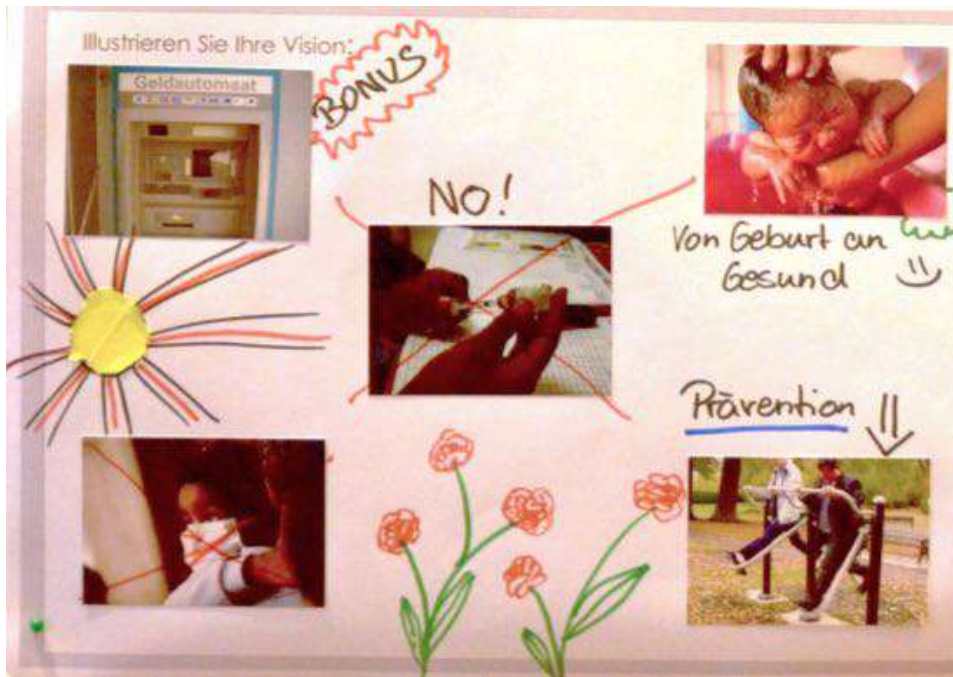 Illustrieren Sie Ihre Vision:
Geldautomat
BONUS
NO!
Von Geburt an
Gesund
Prävention